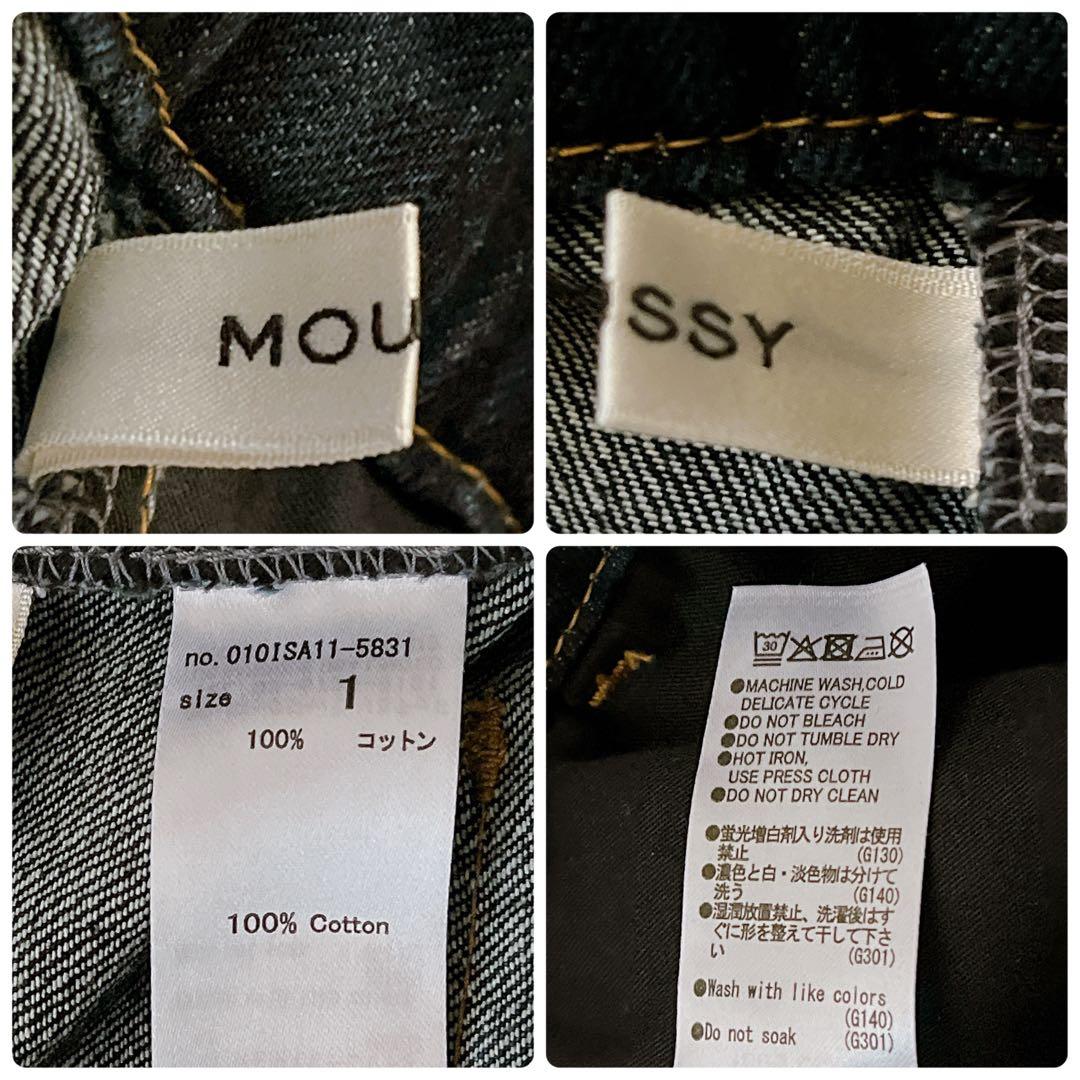 MOU
SSY
no. 010ISA11-5831
size 1
100% コットン
100% Cotton
30
●MACHINE WASH,COLD
DELICATE CYCLE
●DO NOT BLEACH
●DO NOT TUMBLE DRY
●HOT IRON,
USE PRESS CLOTH
●DO NOT DRY CLEAN
●蛍光増白剤入り洗剤は使用
禁止 (G130)
●濃色と白・淡色物は分けて
洗う (G140)
●湿潤放置禁止、洗濯後はす
ぐに形を整えて干して下さ
い (G301)
●Wash with like colors
(G140)
●Do not soak (G301)